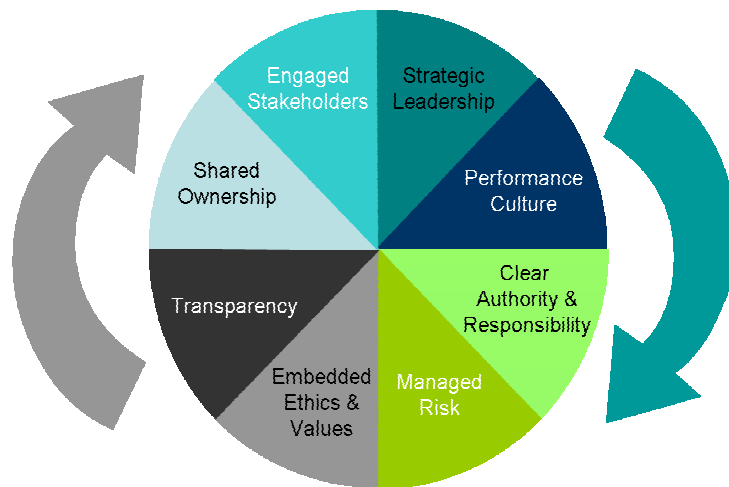 Engaged
Stakeholders
Strategic
Leadership
Shared
Ownership
Performance
Culture
Transparency
Clear
Authority &
Responsibility
Embedded
Ethics &
Values
Managed
Risk